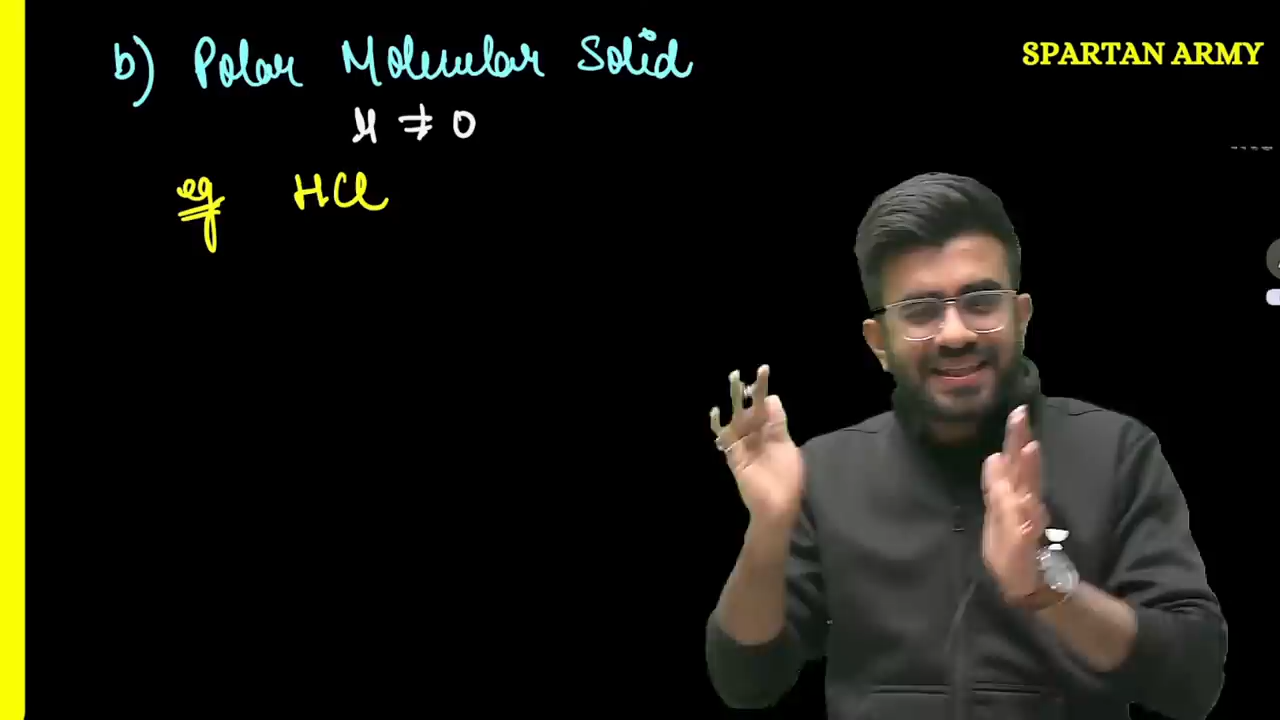 b) Polar Molecular Solid
SPARTAN ARMY
μ ≠ 0
eg HCl